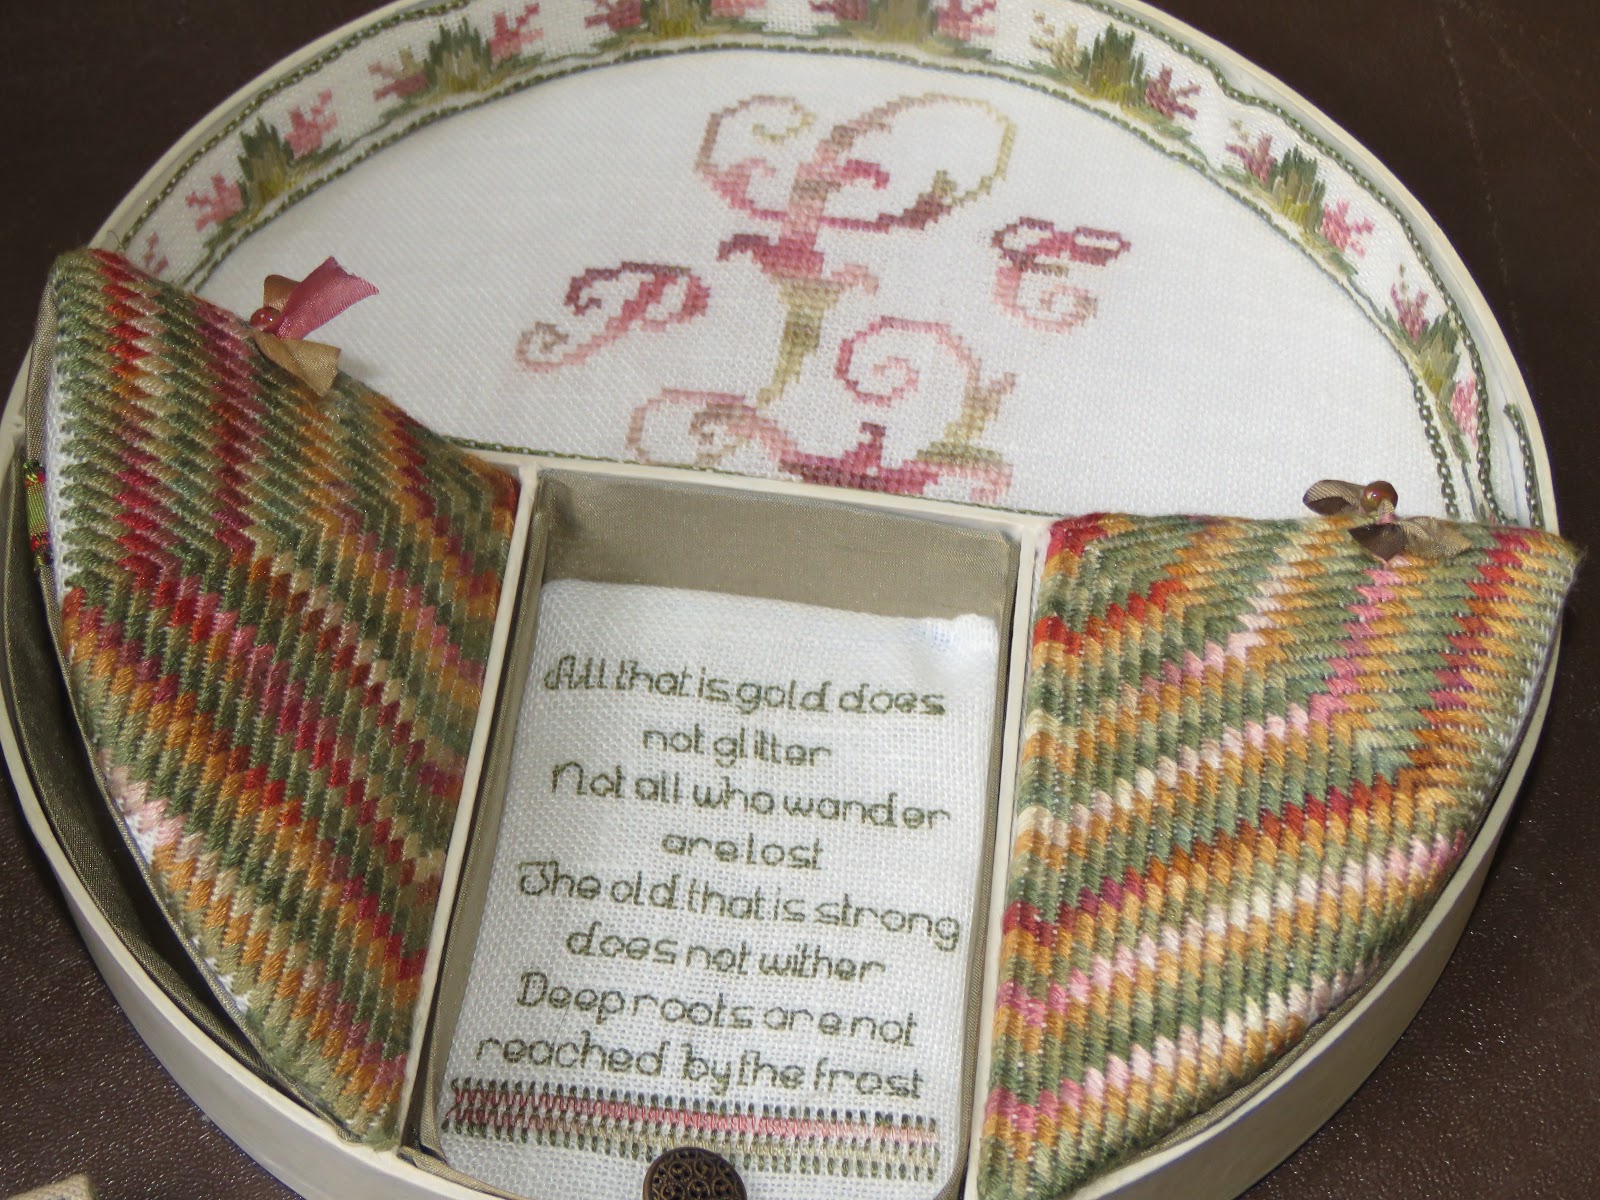 P L E
All that is gold does
not glitter
Not all who wander
are lost
The old that is strong
does not wither
Deep roots are not
reached by the frost